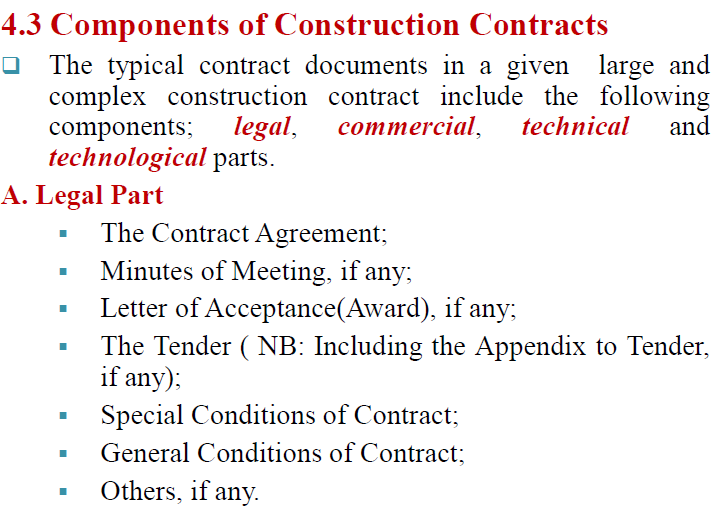 4.3 Components of Construction Contracts
❑ The typical contract documents in a given large and
complex construction contract include the following
components; legal, commercial, technical and
technological parts.
A. Legal Part
▪ The Contract Agreement;
▪ Minutes of Meeting, if any;
▪ Letter of Acceptance(Award), if any;
▪ The Tender ( NB: Including the Appendix to Tender,
if any);
▪ Special Conditions of Contract;
▪ General Conditions of Contract;
▪ Others, if any.